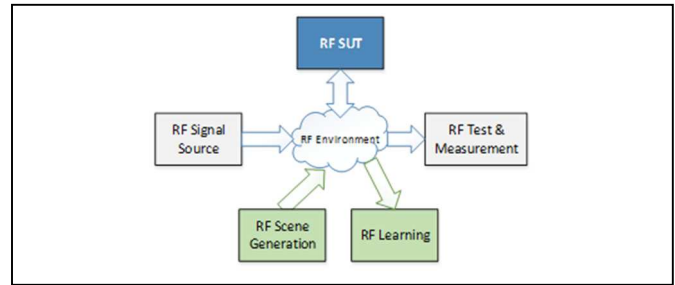 RF SUT
RF Signal
Source
RF Environment
RF Test &
Measurement
RF Scene
Generation
RF Learning